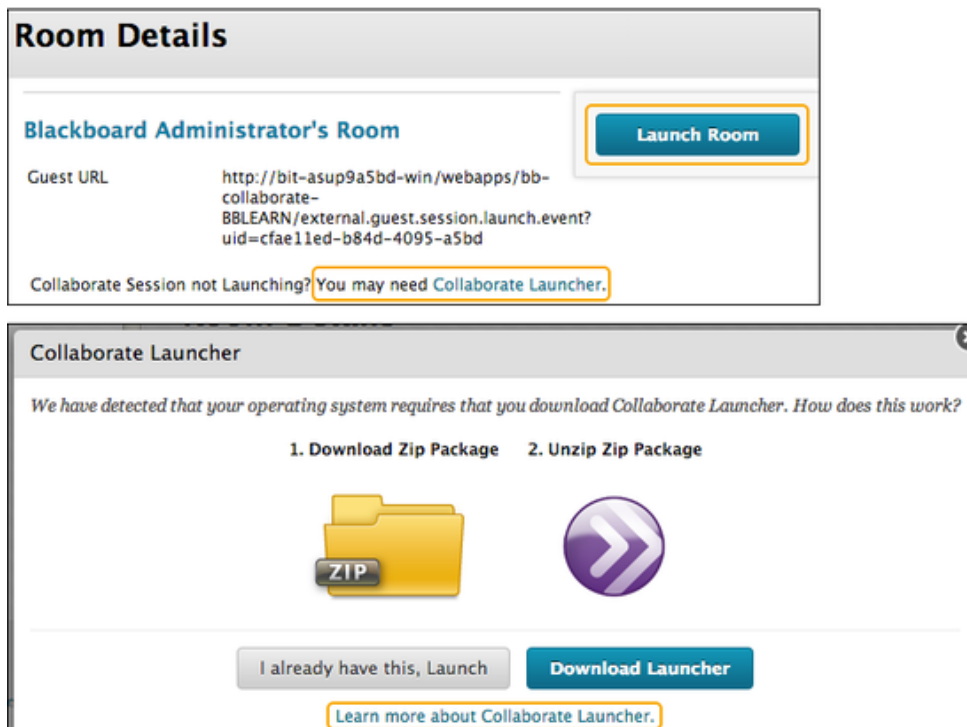 Room Details
Blackboard Administrator's Room
Launch Room
Guest URL
http://bit-asup9a5bd-win/webapps/bb-
collaborate-
BBLEARN/external.guest.session.launch.event?
uid=cfae11ed-b84d-4095-a5bd
Collaborate Session not Launching? You may need Collaborate Launcher.
Collaborate Launcher
We have detected that your operating system requires that you download Collaborate Launcher. How does this work?
1. Download Zip Package 2. Unzip Zip Package
ZIP
I already have this, Launch Download Launcher
Learn more about Collaborate Launcher.